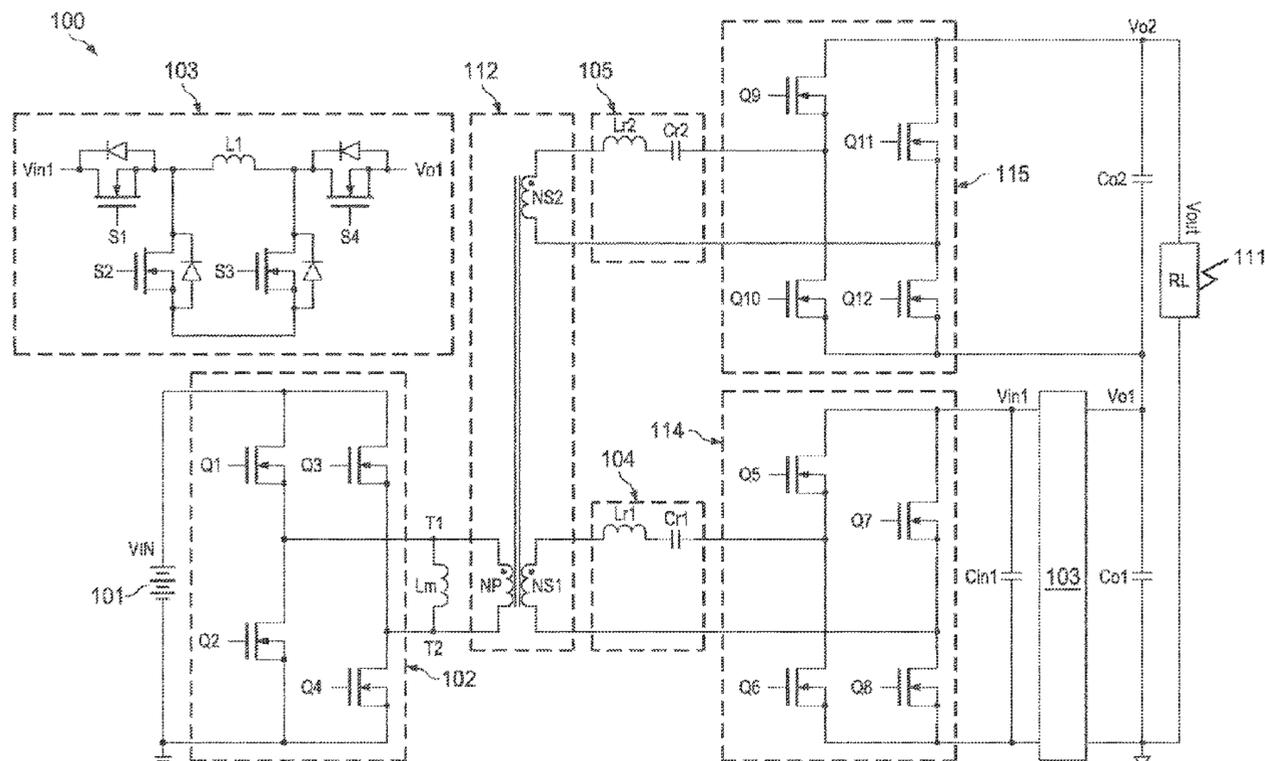 100
103
112
105
Vo2
Q9
Lr2
Cr2
L1
Q11
Vin1
Vo1
115
NS2
Co2
S1
S4
Vout
S2
S3
RL
111
Q10
Q12
114
Vin1
Vo1
104
Q1
Q3
Q5
T1
Lr1
Cr1
Q7
VIN
101
Lm
NP
NS1
Cin1
103
Co1
Q2
T2
102
Q4
Q6
Q8